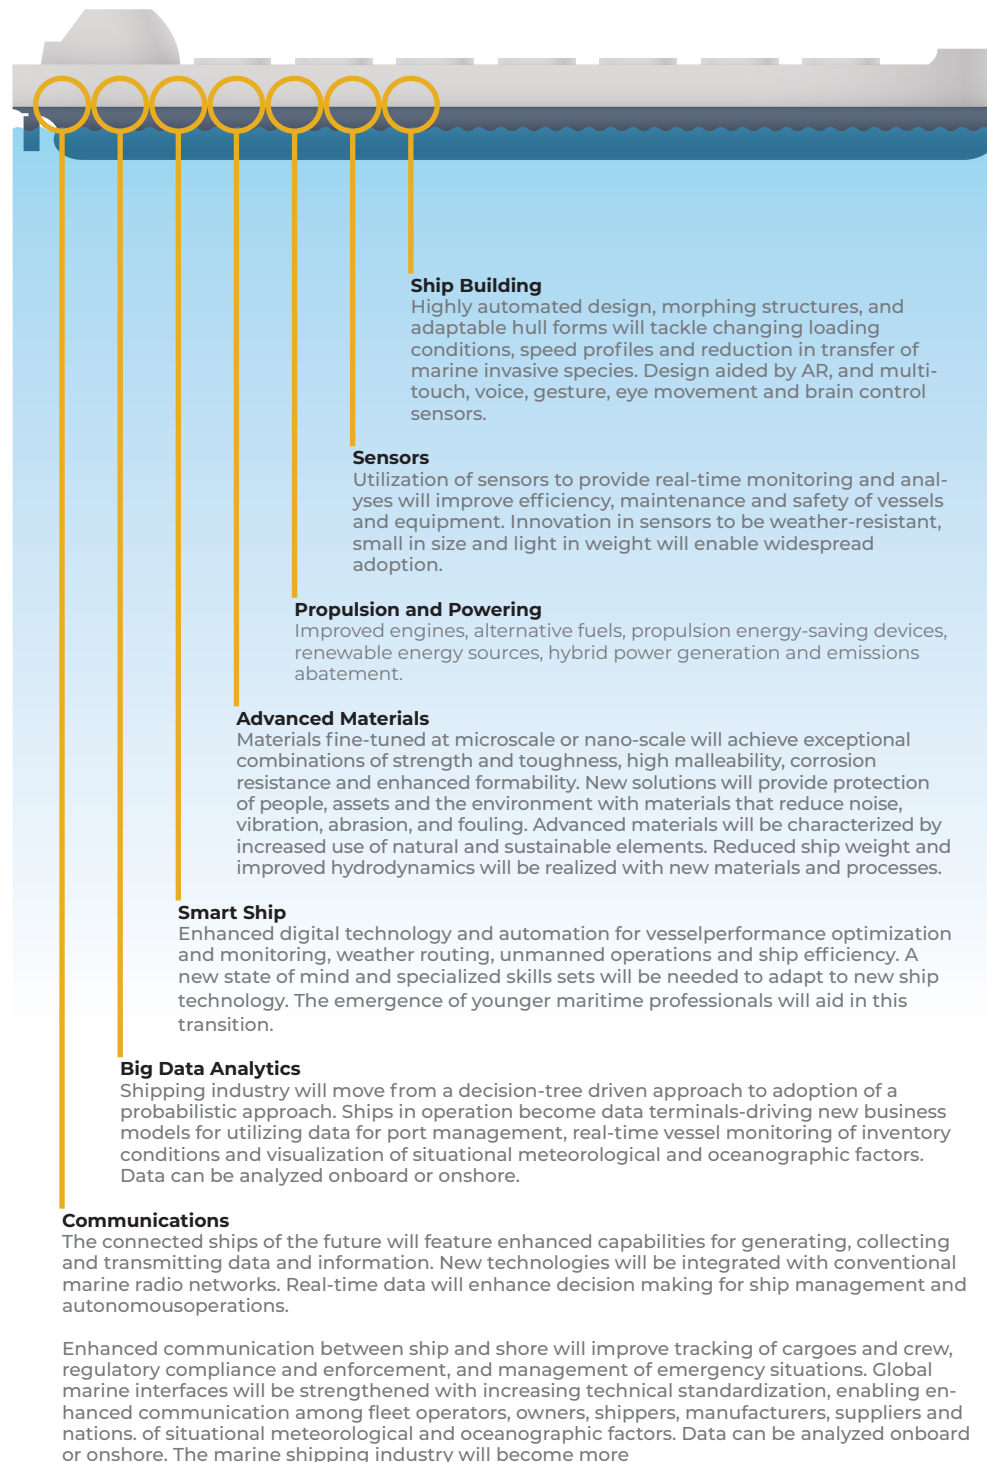 Ship Building
Highly automated design, morphing structures, and
adaptable hull forms will tackle changing loading
conditions, speed profiles and reduction in transfer of
marine invasive species. Design aided by AR, and multi-
touch, voice, gesture, eye movement and brain control
sensors.
Sensors
Utilization of sensors to provide real-time monitoring and anal-
yses will improve efficiency, maintenance and safety of vessels
and equipment. Innovation in sensors to be weather-resistant,
small in size and light in weight will enable widespread
adoption.
Propulsion and Powering
Improved engines, alternative fuels, propulsion energy-saving devices,
renewable energy sources, hybrid power generation and emissions
abatement.
Advanced Materials
Materials fine-tuned at microscale or nano-scale will achieve exceptional
combinations of strength and toughness, high malleability, corrosion
resistance and enhanced formability. New solutions will provide protection
of people, assets and the environment with materials that reduce noise,
vibration, abrasion, and fouling. Advanced materials will be characterized by
increased use of natural and sustainable elements. Reduced ship weight and
improved hydrodynamics will be realized with new materials and processes.
Smart Ship
Enhanced digital technology and automation for vesselperformance optimization
and monitoring, weather routing, unmanned operations and ship efficiency. A
new state of mind and specialized skills sets will be needed to adapt to new ship
technology. The emergence of younger maritime professionals will aid in this
transition.
Big Data Analytics
Shipping industry will move from a decision-tree driven approach to adoption of a
probabilistic approach. Ships in operation become data terminals-driving new business
models for utilizing data for port management, real-time vessel monitoring of inventory
conditions and visualization of situational meteorological and oceanographic factors.
Data can be analyzed onboard or onshore.
Communications
The connected ships of the future will feature enhanced capabilities for generating, collecting
and transmitting data and information. New technologies will be integrated with conventional
marine radio networks. Real-time data will enhance decision making for ship management and
autonomousoperations.
Enhanced communication between ship and shore will improve tracking of cargoes and crew,
regulatory compliance and enforcement, and management of emergency situations. Global
marine interfaces will be strengthened with increasing technical standardization, enabling en-
hanced communication among fleet operators, owners, shippers, manufacturers, suppliers and
nations. of situational meteorological and oceanographic factors. Data can be analyzed onboard
or onshore. The marine shipping industry will become more